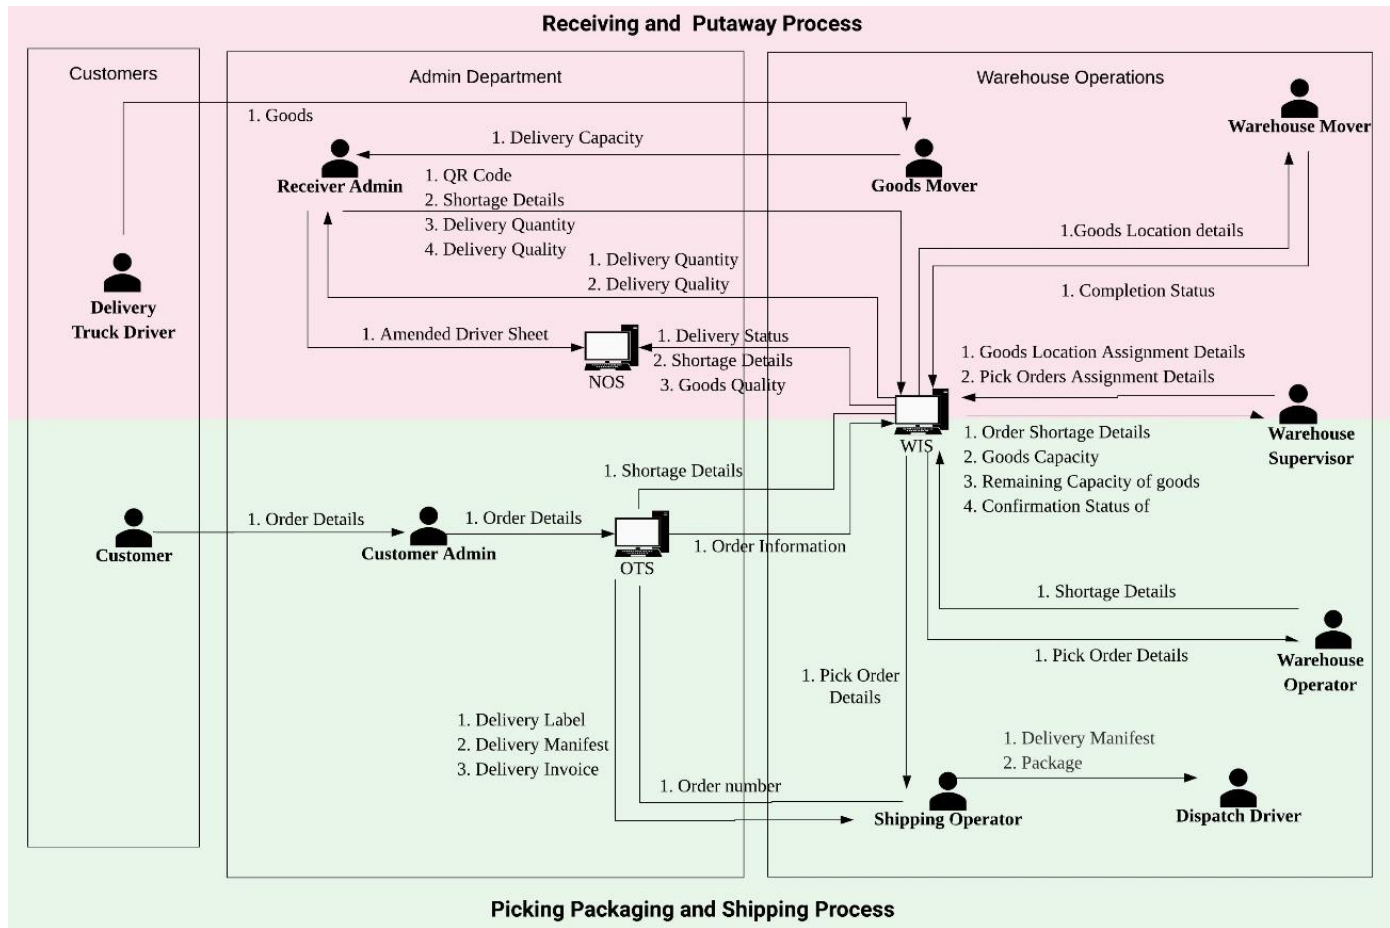 Receiving and Putaway Process
Customers
Admin Department
Warehouse Operations
1. Goods
1. Delivery Capacity
Warehouse Mover
Receiver Admin
Goods Mover
1. QR Code
2. Shortage Details
3. Delivery Quantity
4. Delivery Quality
1.Goods Location details
1. Delivery Quantity
2. Delivery Quality
1. Completion Status
Delivery
Truck Driver
1. Amended Driver Sheet
NOS
1. Delivery Status
2. Shortage Details
3. Goods Quality
1. Goods Location Assignment Details
2. Pick Orders Assignment Details
WIS
Warehouse
Supervisor
1. Order Shortage Details
2. Goods Capacity
3. Remaining Capacity of goods
4. Confirmation Status of
1. Shortage Details
Customer
1. Order Details
Customer Admin
1. Order Details
OTS
1. Order Information
1. Shortage Details
1. Pick Order Details
Warehouse
Operator
1. Pick Order
Details
1. Delivery Label
2. Delivery Manifest
3. Delivery Invoice
1. Order number
Shipping Operator
1. Delivery Manifest
2. Package
Dispatch Driver
Picking Packaging and Shipping Process